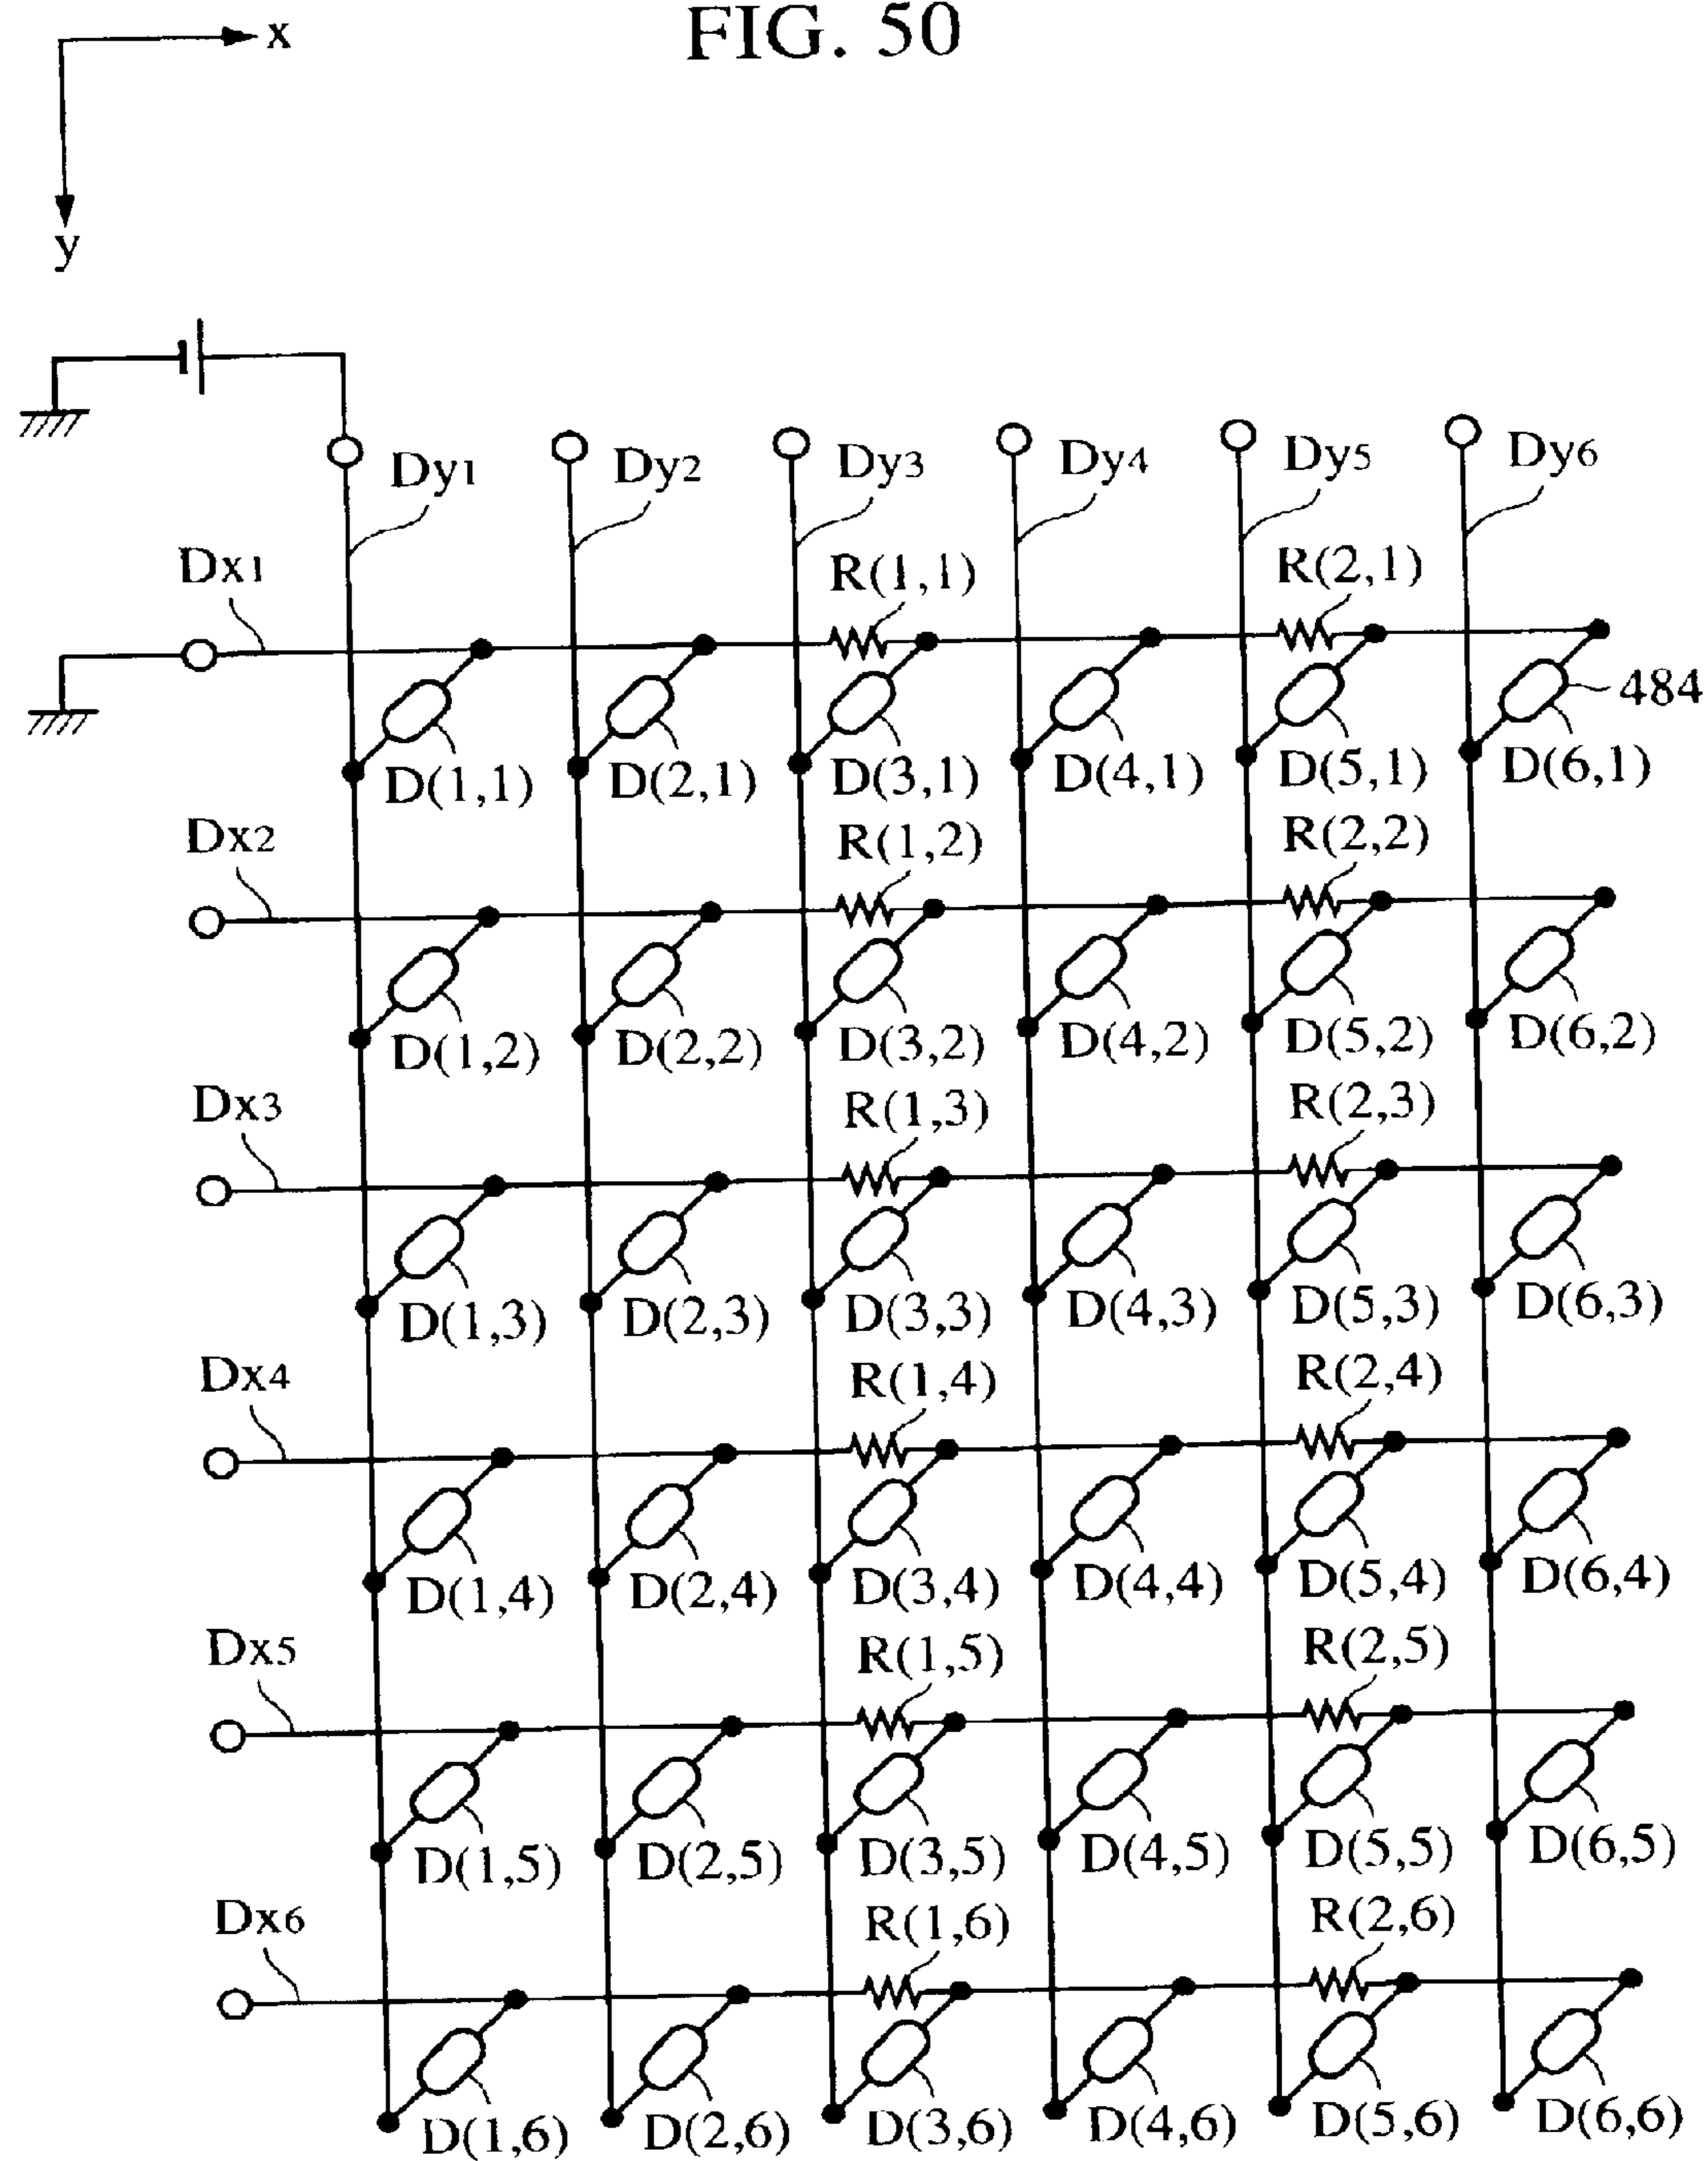 FIG. 50
x
y
Dy1 Dy2 Dy3 Dy4 Dy5 Dy6
Dx1 R(1,1) R(2,1)
484
D(1,1) D(2,1) D(3,1) D(4,1) D(5,1) D(6,1)
Dx2 R(1,2) R(2,2)
D(1,2) D(2,2) D(3,2) D(4,2) D(5,2) D(6,2)
Dx3 R(1,3) R(2,3)
D(1,3) D(2,3) D(3,3) D(4,3) D(5,3) D(6,3)
Dx4 R(1,4) R(2,4)
D(1,4) D(2,4) D(3,4) D(4,4) D(5,4) D(6,4)
Dx5 R(1,5) R(2,5)
D(1,5) D(2,5) D(3,5) D(4,5) D(5,5) D(6,5)
Dx6 R(1,6) R(2,6)
D(1,6) D(2,6) D(3,6) D(4,6) D(5,6) D(6,6)